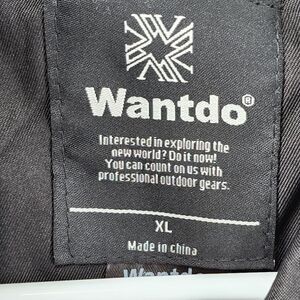 Wantdo®
Interested in exploring the
new world? Do it now!
You can count on us with
professional outdoor gears.
XL
Made in china
Wantdo